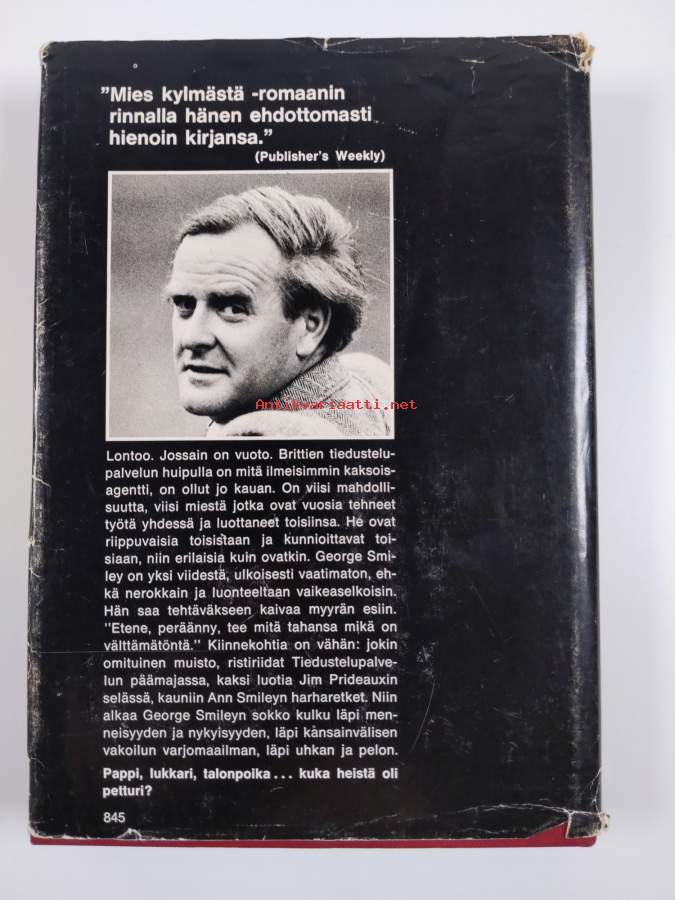 ”Mies kylmästä -romaanin
rinnalla hänen ehdottomasti
hienoin kirjansa.”
(Publisher's Weekly)
Antikvariaatti.net
Lontoo. Jossain on vuoto. Brittien tiedustelu-
palvelun huipulla on mitä ilmeisimmin kaksois-
agentti, on ollut jo kauan. On viisi mahdolli-
suutta, viisi miestä jotka ovat vuosia tehneet
työtä yhdessä ja luottaneet toisiinsa. He ovat
riippuvaisia toisistaan ja kunnioittavat toi-
siaan, niin erilaisia kuin ovatkin. George Smi-
ley on yksi viidestä, ulkoisesti vaatimaton, eh-
kä nerokkain ja luonteeltaan vaikeaselkoisin.
Hän saa tehtäväkseen kaivaa myyrän esiin.
”Etene, peräänny, tee mitä tahansa mikä on
välttämätöntä.” Kiinnekohtia on vähän: jokin
omituinen muisto, ristiriidat Tiedustelupalve-
lun päämajassa, kaksi luotia Jim Prideauxin
selässä, kauniin Ann Smileyn harharetket. Niin
alkaa George Smileyn sokko kulku läpi men-
neisyyden ja nykyisyyden, läpi kansainvälisen
vakoilun varjomaailman, läpi uhkan ja pelon.
Pappi, lukkari, talonpoika... kuka heistä oli
petturi?
845